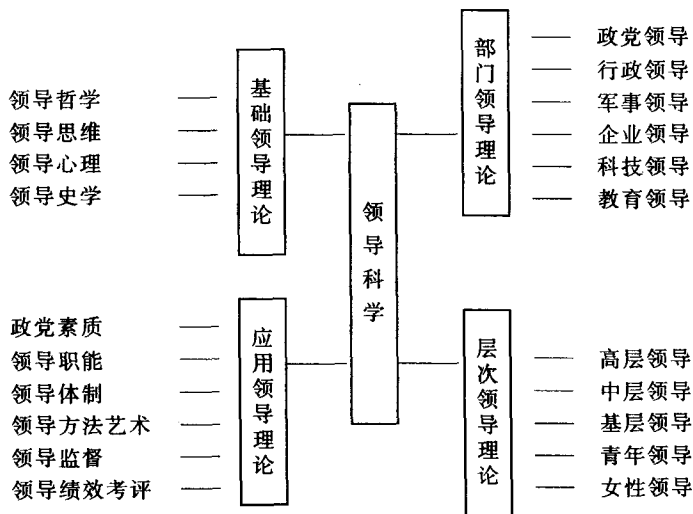 领导哲学
领导思维
领导心理
领导史学
基础领导理论
政党素质
领导职能
领导体制
领导方法艺术
领导监督
领导绩效考评
应用领导理论
领导科学
部门领导理论
政党领导
行政领导
军事领导
企业领导
科技领导
教育领导
层次领导理论
高层领导
中层领导
基层领导
青年领导
女性领导